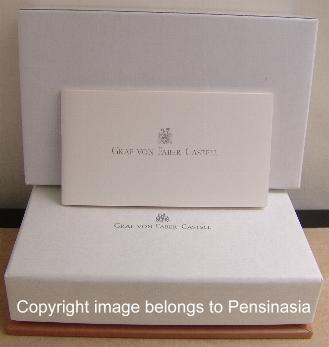 GRAF VON FABER-CASTELL
GRAF VON FABER-CASTELL
Copyright image belongs to Pensinasia